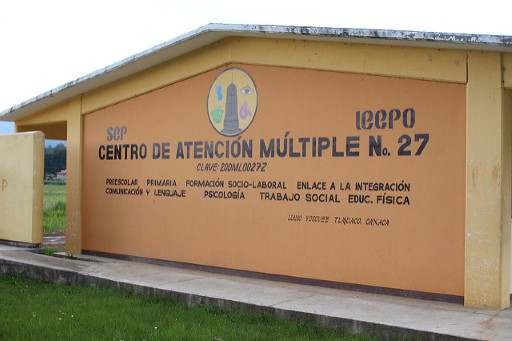 SEP IEEPO
CENTRO DE ATENCIÓN MÚLTIPLE No. 27
CLAVE: 20DML0027Z
PREESCOLAR PRIMARIA FORMACIÓN SOCIO-LABORAL ENLACE A LA INTEGRACIÓN
COMUNICACIÓN Y LENGUAJE PSICOLOGÍA TRABAJO SOCIAL EDUC. FÍSICA
LLANO TLAXIACO, OAXACA
P